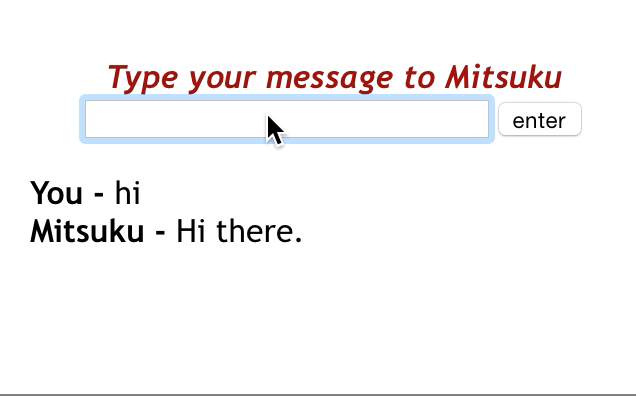 Type your message to Mitsuku
enter
You - hi
Mitsuku - Hi there.